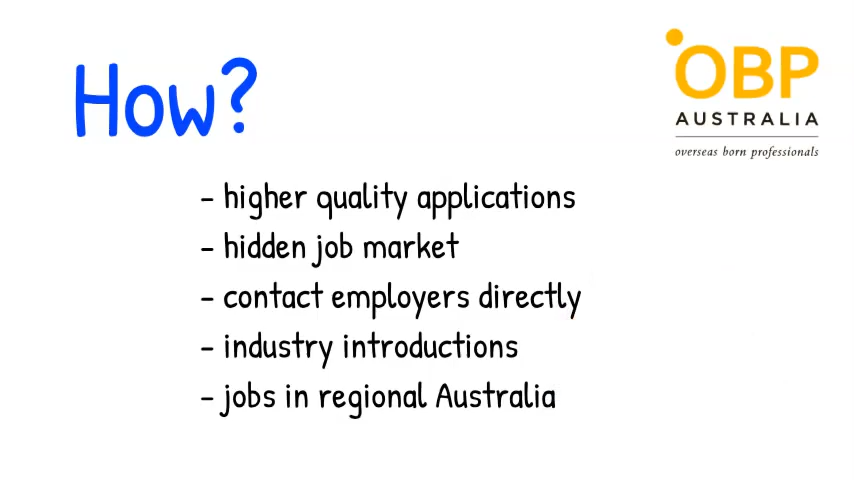 How?
OBP
AUSTRALIA
overseas born professionals
- higher quality applications
- hidden job market
- contact employers directly
- industry introductions
- jobs in regional Australia